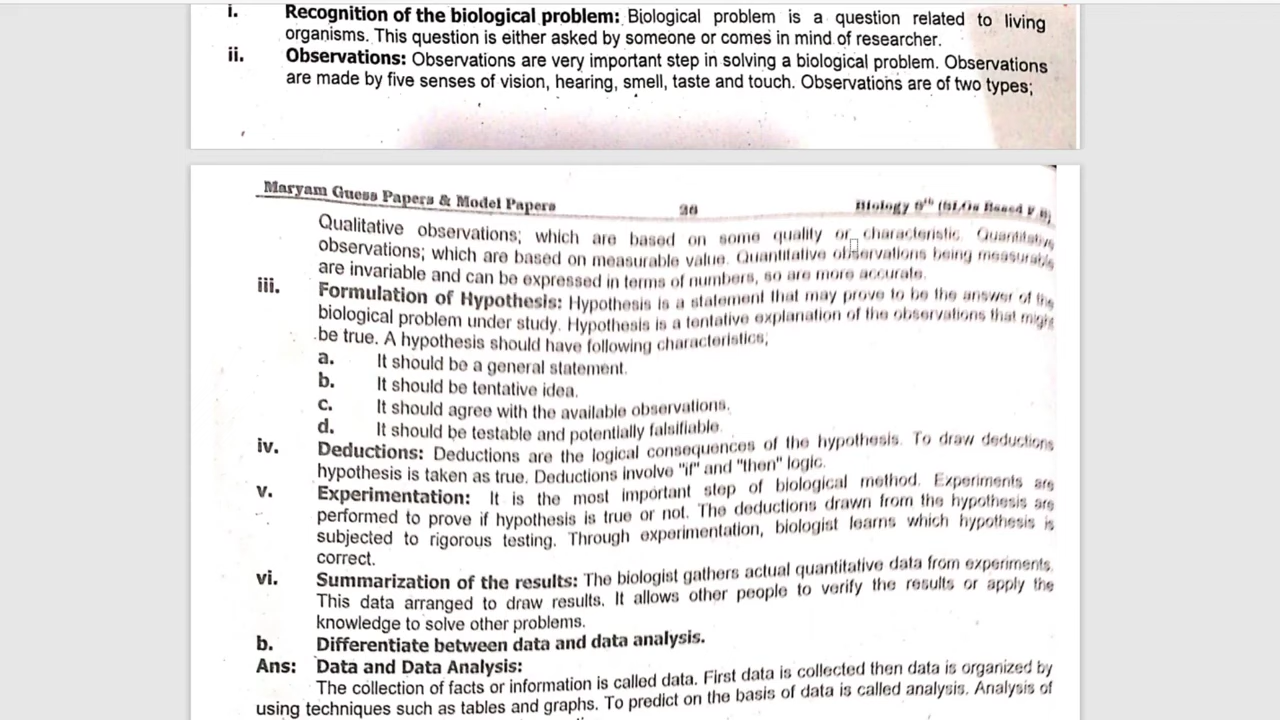 i. Recognition of the biological problem: Biological problem is a question related to living
organisms. This question is either asked by someone or comes in mind of researcher.
ii. Observations: Observations are very important step in solving a biological problem. Observations
are made by five senses of vision, hearing, smell, taste and touch. Observations are of two types;
Maryam Guess Papers & Model Papers 26 Biology 9th (SLOs Based
Qualitative observations; which are based on some quality or characteristic. Quantitative
observations; which are based on measurable value. Quantitative observations being measurable
are invariable and can be expressed in terms of numbers, so are more accurate.
iii. Formulation of Hypothesis: Hypothesis is a statement that may prove to be the answer of the
biological problem under study. Hypothesis is a tentative explanation of the observations that might
be true. A hypothesis should have following characteristics;
a. It should be a general statement.
b. It should be tentative idea.
c. It should agree with the available observations.
d. It should be testable and potentially falsifiable.
iv. Deductions: Deductions are the logical consequences of the hypothesis. To draw deductions
hypothesis is taken as true. Deductions involve "if" and "then" logic.
v. Experimentation: It is the most important step of biological method. Experiments are
performed to prove if hypothesis is true or not. The deductions drawn from the hypothesis are
subjected to rigorous testing. Through experimentation, biologist learns which hypothesis is
correct.
vi. Summarization of the results: The biologist gathers actual quantitative data from experiments.
This data arranged to draw results. It allows other people to verify the results or apply the
knowledge to solve other problems.
b. Differentiate between data and data analysis.
Ans: Data and Data Analysis:
The collection of facts or information is called data. First data is collected then data is organized by
using techniques such as tables and graphs. To predict on the basis of data is called analysis. Analysis of